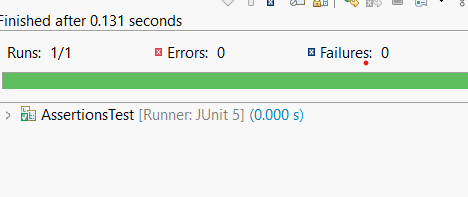 Finished after 0.131 seconds
Runs: 1/1 Errors: 0 Failures: 0
AssertionsTest [Runner: JUnit 5] (0.000 s)